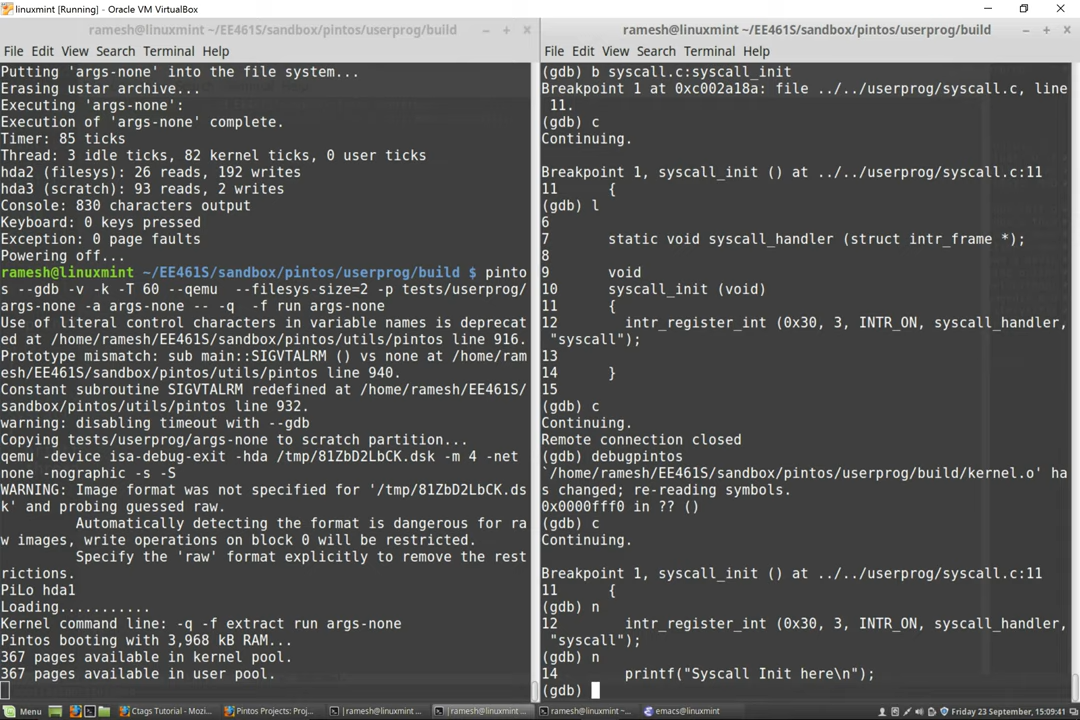 linuxmint [Running] - Oracle VM VirtualBox
ramesh@linuxmint ~/EE461S/sandbox/pintos/userprog/build
File Edit View Search Terminal Help
Putting 'args-none' into the file system...
Erasing ustar archive...
Executing 'args-none':
Execution of 'args-none' complete.
Timer: 85 ticks
Thread: 3 idle ticks, 82 kernel ticks, 0 user ticks
hda2 (filesys): 26 reads, 192 writes
hda3 (scratch): 93 reads, 2 writes
Console: 830 characters output
Keyboard: 0 keys pressed
Exception: 0 page faults
Powering off...
ramesh@linuxmint ~/EE461S/sandbox/pintos/userprog/build $ pinto
s --gdb -v -k -T 60 --qemu  --filesys-size=2 -p tests/userprog/
args-none -a args-none -- -q  -f run args-none
Use of literal control characters in variable names is deprecat
ed at /home/ramesh/EE461S/sandbox/pintos/utils/pintos line 916.
Prototype mismatch: sub main::SIGVTALRM () vs none at /home/ram
esh/EE461S/sandbox/pintos/utils/pintos line 940.
Constant subroutine SIGVTALRM redefined at /home/ramesh/EE461S/
sandbox/pintos/utils/pintos line 932.
warning: disabling timeout with --gdb
Copying tests/userprog/args-none to scratch partition...
qemu -device isa-debug-exit -hda /tmp/81ZbD2LbCK.dsk -m 4 -net
none -nographic -s -S
WARNING: Image format was not specified for '/tmp/81ZbD2LbCK.ds
k' and probing guessed raw.
Automatically detecting the format is dangerous for ra
w images, write operations on block 0 will be restricted.
Specify the 'raw' format explicitly to remove the rest
rictions.
PiLo hda1
Loading...........
Kernel command line: -q -f extract run args-none
Pintos booting with 3,968 kB RAM...
367 pages available in kernel pool.
367 pages available in user pool.
ramesh@linuxmint ~/EE461S/sandbox/pintos/userprog/build
File Edit View Search Terminal Help
(gdb) b syscall.c:syscall_init
Breakpoint 1 at 0xc002a18a: file ../../userprog/syscall.c, line
11.
(gdb) c
Continuing.
Breakpoint 1, syscall_init () at ../../userprog/syscall.c:11
11      {
(gdb) l
6
7       static void syscall_handler (struct intr_frame *);
8
9       void
10      syscall_init (void)
11      {
12        intr_register_int (0x30, 3, INTR_ON, syscall_handler,
"syscall");
13
14      }
15
(gdb) c
Continuing.
Remote connection closed
(gdb) debugpintos
`/home/ramesh/EE461S/sandbox/pintos/userprog/build/kernel.o' ha
s changed; re-reading symbols.
0x0000fff0 in ?? ()
(gdb) c
Continuing.
Breakpoint 1, syscall_init () at ../../userprog/syscall.c:11
11      {
(gdb) n
12        intr_register_int (0x30, 3, INTR_ON, syscall_handler,
"syscall");
(gdb) n
14        printf("Syscall Init here\n");
(gdb)
Menu Ctags Tutorial - Mozi... Pintos Projects: Proj... |ramesh@linuxmint ... |ramesh@linuxmint ... ramesh@linuxmint ~... emacs@linuxmint Friday 23 September, 15:09:41